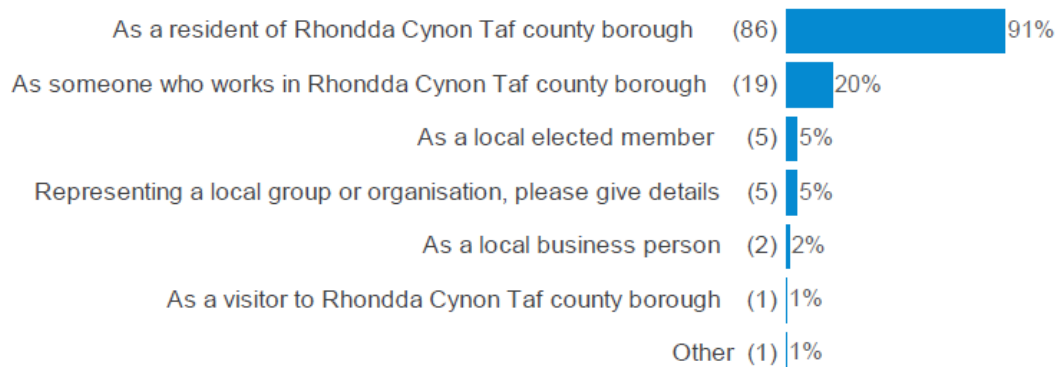 As a resident of Rhondda Cynon Taf county borough (86) 91%
As someone who works in Rhondda Cynon Taf county borough (19) 20%
As a local elected member (5) 5%
Representing a local group or organisation, please give details (5) 5%
As a local business person (2) 2%
As a visitor to Rhondda Cynon Taf county borough (1) 1%
Other (1) 1%